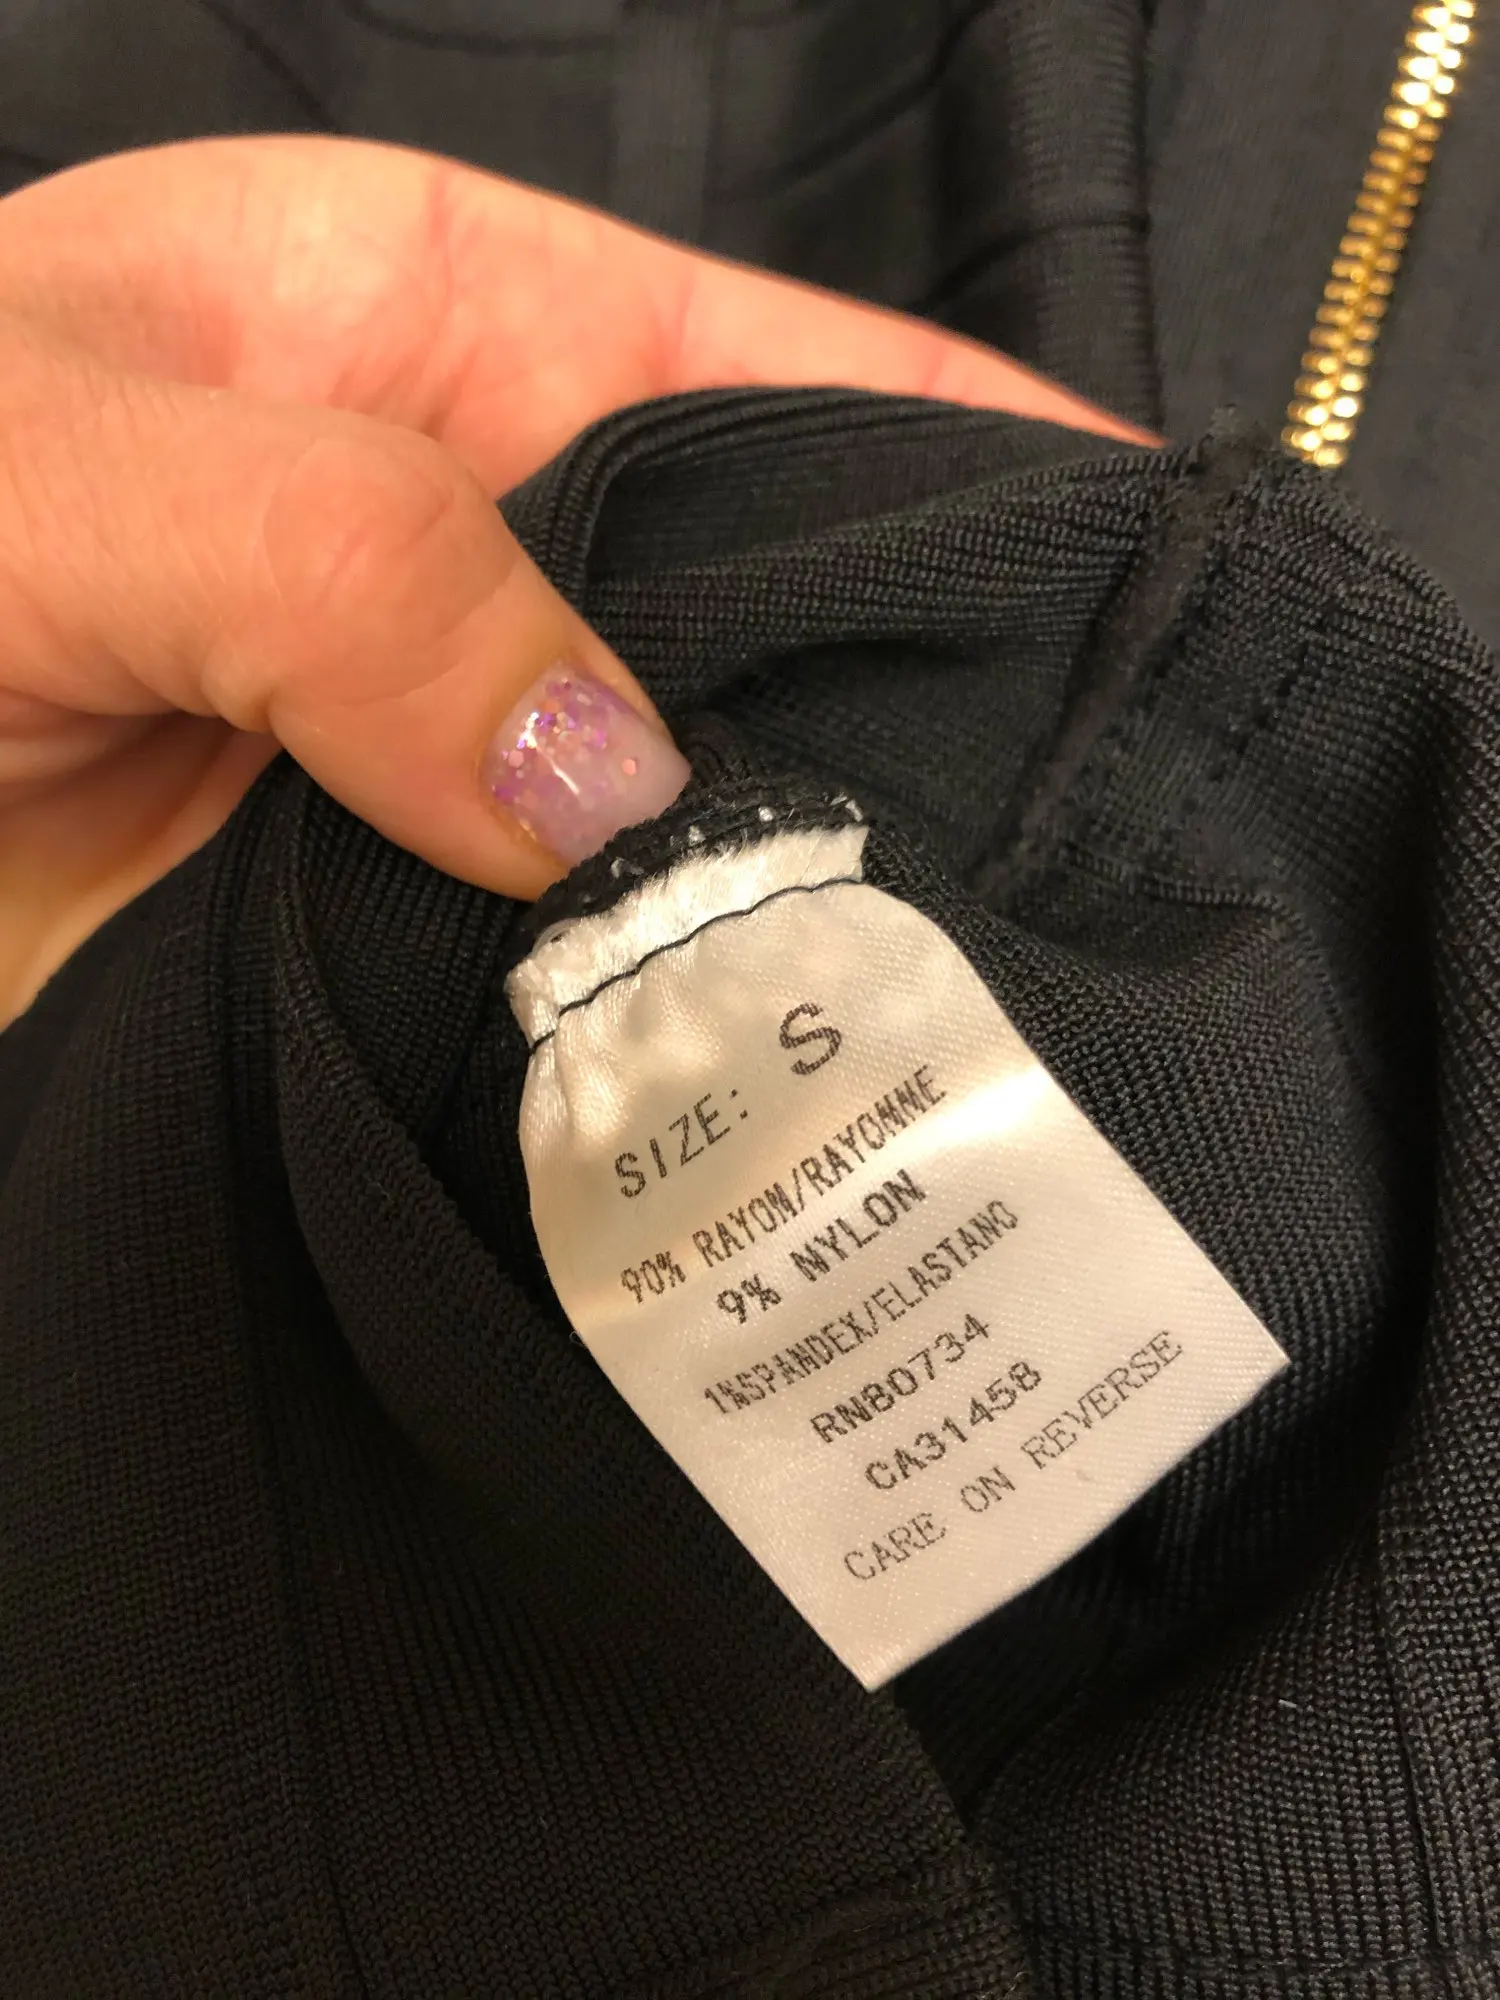 SIZE: S
90% RAYON/RAYONNE
9% NYLON
1%SPANDEX/ELASTANO
RN80734
CA31458
CARE ON REVERSE